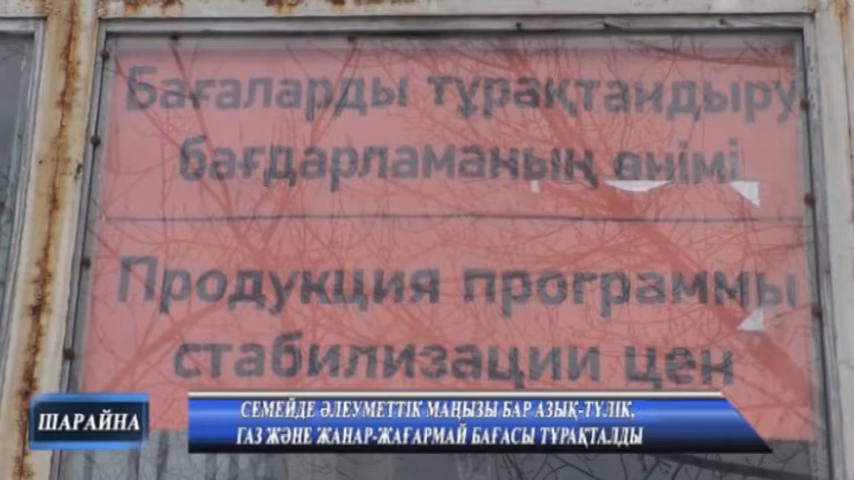 Бағаларды тұрақтандыру
бағдарламаның өнімі
Продукция программы
стабилизации цен
ШАРАЙНА
СЕМЕЙДЕ ӘЛЕУМЕТТІК МАҢЫЗЫ БАР АЗЫҚ-ТҮЛІК,
ГАЗ ЖӘНЕ ЖАНАР-ЖАҒАРМАЙ БАҒАСЫ ТҰРАҚТАЛДЫ